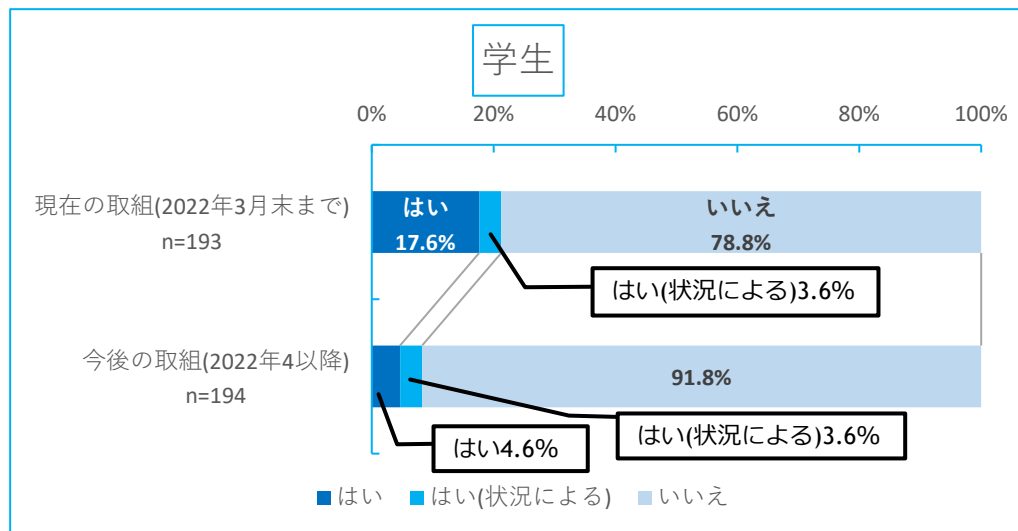 学生
0% 20% 40% 60% 80% 100%
現在の取組(2022年3月末まで)
n=193
はい
17.6%
いいえ
78.8%
はい(状況による)3.6%
今後の取組(2022年4以降)
n=194
91.8%
はい(状況による)3.6%
はい4.6%
はい はい(状況による) いいえ